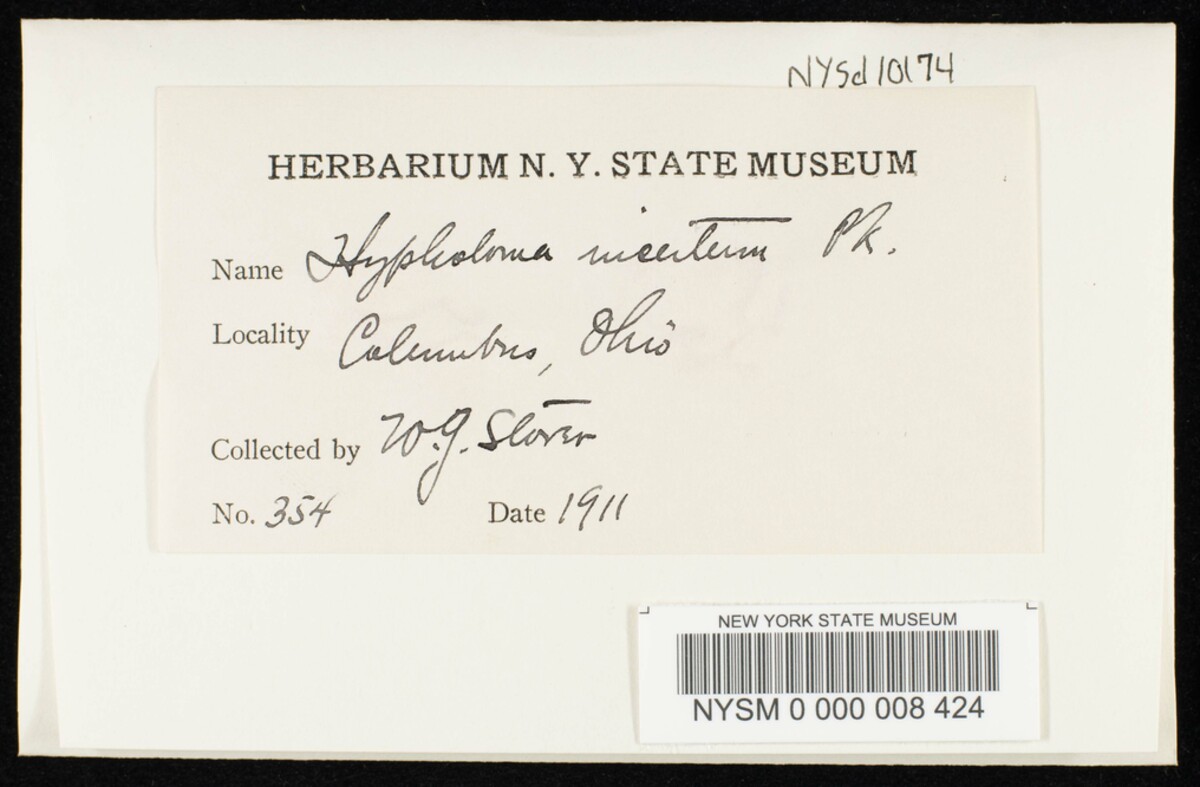 NYSd10174
HERBARIUM N. Y. STATE MUSEUM
Name Hypholoma incertum Pk.
Locality Columbus, Ohio
Collected by W.G. Stover
No. 354 Date 1911
NEW YORK STATE MUSEUM
NYSM 0 000 008 424